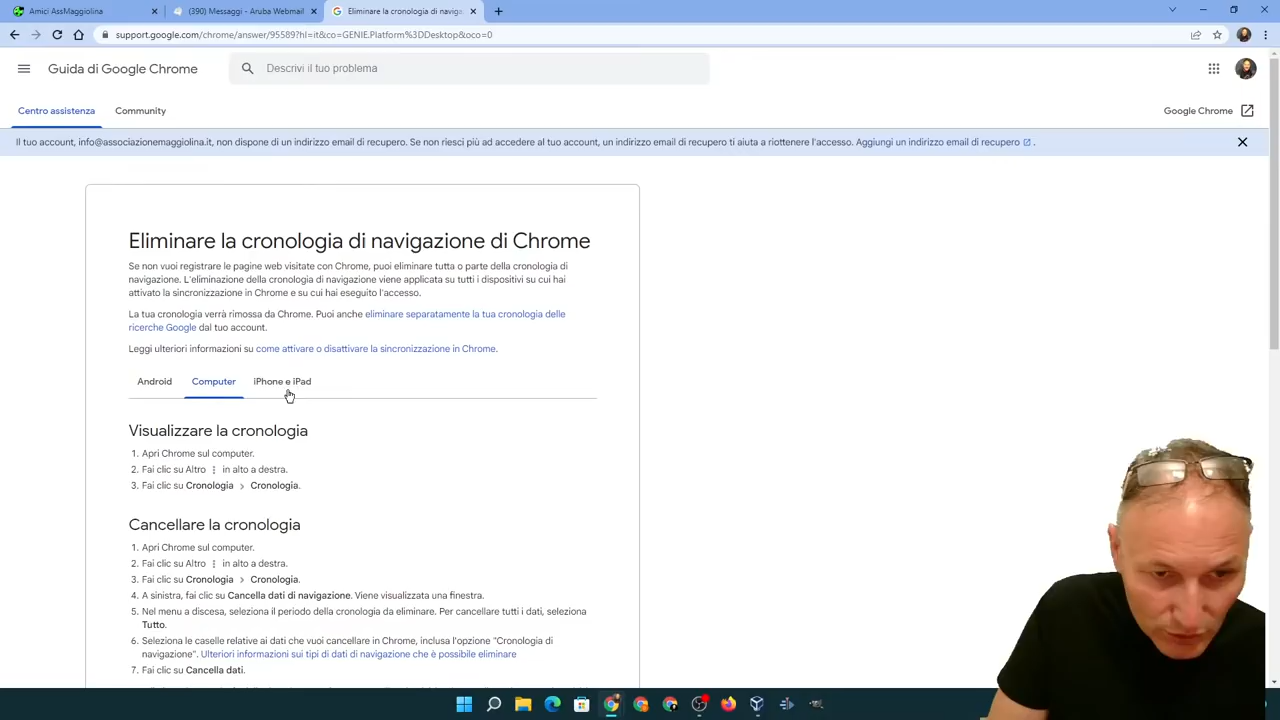 Amici AssMaggiolina
(390) Messaggi - Aruba Webmail
Eliminare la cronologia di naviga
support.google.com/chrome/answer/95589?hl=it&co=GENIE.Platform%3DDesktop&oco=0
Guida di Google Chrome
Descrivi il tuo problema
Centro assistenza
Community
Google Chrome
Il tuo account, info@associazionemaggiolina.it, non dispone di un indirizzo email di recupero. Se non riesci più ad accedere al tuo account, un indirizzo email di recupero ti aiuta a riottenere l'accesso. Aggiungi un indirizzo email di recupero .
Eliminare la cronologia di navigazione di Chrome
Se non vuoi registrare le pagine web visitate con Chrome, puoi eliminare tutta o parte della cronologia di
navigazione. L'eliminazione della cronologia di navigazione viene applicata su tutti i dispositivi su cui hai
attivato la sincronizzazione in Chrome e su cui hai eseguito l'accesso.
La tua cronologia verrà rimossa da Chrome. Puoi anche eliminare separatamente la tua cronologia delle
ricerche Google dal tuo account.
Leggi ulteriori informazioni su come attivare o disattivare la sincronizzazione in Chrome.
Android
Computer
iPhone e iPad
Visualizzare la cronologia
1. Apri Chrome sul computer.
2. Fai clic su Altro ⋮ in alto a destra.
3. Fai clic su Cronologia > Cronologia.
Cancellare la cronologia
1. Apri Chrome sul computer.
2. Fai clic su Altro ⋮ in alto a destra.
3. Fai clic su Cronologia > Cronologia.
4. A sinistra, fai clic su Cancella dati di navigazione. Viene visualizzata una finestra.
5. Nel menu a discesa, seleziona il periodo della cronologia da eliminare. Per cancellare tutti i dati, seleziona
Tutto.
6. Seleziona le caselle relative ai dati che vuoi cancellare in Chrome, inclusa l'opzione "Cronologia di
navigazione". Ulteriori informazioni sui tipi di dati di navigazione che è possibile eliminare
7. Fai clic su Cancella dati.